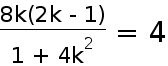 8k(2k - 1)/(1 + 4k²) = 4